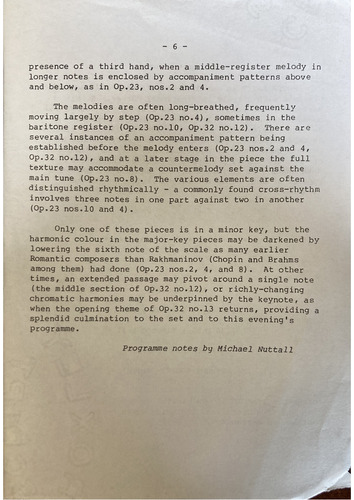 - 6 -
presence of a third hand, when a middle-register melody in
longer notes is enclosed by accompaniment patterns above
and below, as in Op.23, nos.2 and 4.
The melodies are often long-breathed, frequently
moving largely by step (Op.23 no.4), sometimes in the
baritone register (Op.23 no.10, Op.32 no.12). There are
several instances of an accompaniment pattern being
established before the melody enters (Op.23 nos.2 and 4,
Op.32 no.12), and at a later stage in the piece the full
texture may accommodate a countermelody set against the
main tune (Op.23 no.8). The various elements are often
distinguished rhythmically - a commonly found cross-rhythm
involves three notes in one part against two in another
(Op.23 nos.10 and 4).
Only one of these pieces is in a minor key, but the
harmonic colour in the major-key pieces may be darkened by
lowering the sixth note of the scale as many earlier
Romantic composers than Rakhmaninov (Chopin and Brahms
among them) had done (Op.23 nos.2, 4, and 8). At other
times, an extended passage may pivot around a single note
(the middle section of Op.32 no.12), or richly-changing
chromatic harmonies may be underpinned by the keynote, as
when the opening theme of Op.32 no.13 returns, providing a
splendid culmination to the set and to this evening's
programme.
Programme notes by Michael Nuttall